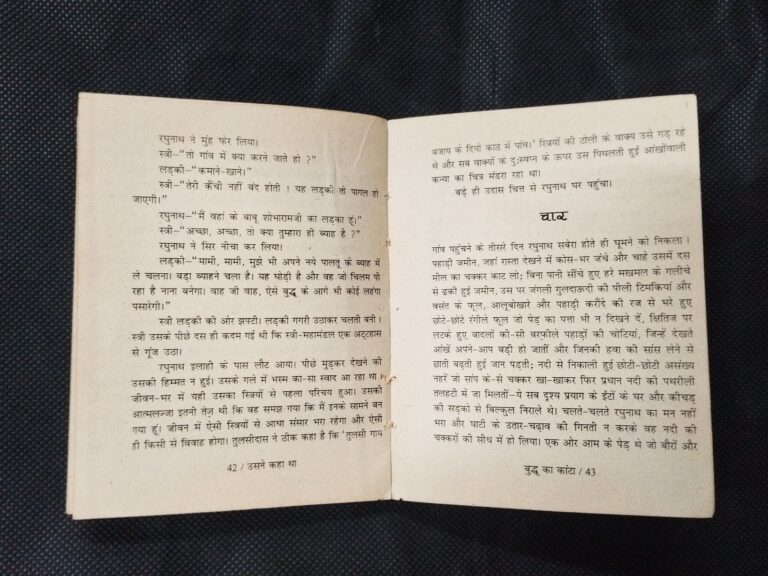 रघुनाथ ने मुंह फेर लिया।
स्त्री–“तो गांव में क्या करने जाते हो ?”
लड़की–“कमाने-खाने।”
स्त्री–“तेरी कैंची नहीं बंद होती ! यह लड़की तो पागल हो
जाएगी।”
रघुनाथ–“मैं वहां के बाबू शोभारामजी का लड़का हूं।”
स्त्री–“अच्छा, अच्छा, तो क्या तुम्हारा ही ब्याह है ?”
रघुनाथ ने सिर नीचा कर लिया।
लड़की–“मामी, मामी, मुझे भी अपने नये पालतू के ब्याह में
ले चलना। बड़ा ब्याहने चला है। यह घोड़ी है और वह जो चिलम पी
रहा है नाना बनेगा। वाह जी वाह, ऐसे बुद्धू के आगे भी कोई लहंगा
पसारेगी।”
स्त्री लड़की की ओर झपटी। लड़की गगरी उठाकर चलती बनी।
स्त्री उसके पीछे दस ही कदम गई थी कि स्त्री-महामंडल एक अट्टहास
से गूंज उठा।
रघुनाथ इलाही के पास लौट आया। पीछे मुड़कर देखने की
उसकी हिम्मत न हुई। उसके गले में भस्म का-सा स्वाद आ रहा था।
जीवन-भर में यही उसका स्त्रियों से पहला परिचय हुआ। उसकी
आत्मलज्जा इतनी तेज़ थी कि वह समझ गया कि मैं इनके सामने बन
गया हूं। जीवन में ऐसी स्त्रियों से आधा संसार भरा रहेगा और ऐसी
ही किसी से विवाह होगा। तुलसीदास ने ठीक कहा है कि ‘तुलसी गाय
42 / उसने कहा था
बजाय के दियो काठ में पांव।’ स्त्रियों की टोली के वाक्य उसे गड़ रहे
थे और सब वाक्यों के दुःस्वप्न के ऊपर उस पिघलती हुई आंखोंवाली
कन्या का चित्र मंडरा रहा था।
बड़े ही उदास चित्त से रघुनाथ घर पहुंचा।
चार
गांव पहुंचने के तीसरे दिन रघुनाथ सबेरा होते ही घूमने को निकला।
पहाड़ी जमीन, जहां रास्ता देखने में कोस-भर जंचे और चाहे उसमें दस
मील का चक्कर काट लो; बिना पानी सींचे हुए हरे मखमल के गलीचे
से ढकी हुई जमीन, उस पर जंगली गुलदाऊदी की पीली टिमकियां और
वसंत के फूल, आलूबोखारे और पहाड़ी करौंदे की रज से भरे हुए
छोटे-छोटे रंगीले फूल जो पेड़ का पत्ता भी न दिखने दें, क्षितिज पर
लटके हुए बादलों की-सी बरफीले पहाड़ों की चोटियां, जिन्हें देखते
आंखें अपने-आप बड़ी हो जातीं और जिनकी हवा की सांस लेने से
छाती बढ़ती हुई जान पड़ती; नदी से निकाली हुई छोटी-छोटी असंख्य
नहरें जो सांप के-से चक्कर खा-खाकर फिर प्रधान नदी की पथरीली
तलहटी में जा मिलतीं–ये सब दृश्य प्रयाग के ईंटों के घर और कीचड़
की सड़कों से बिल्कुल निराले थे। चलते-चलते रघुनाथ का मन नहीं
भरा और घाटी के उतार-चढ़ाव की गिनती न करके वह नदी की
चक्करों की सीध में हो लिया। एक ओर आम के पेड़ थे जो बौरों और
बुद्धू का कांटा / 43